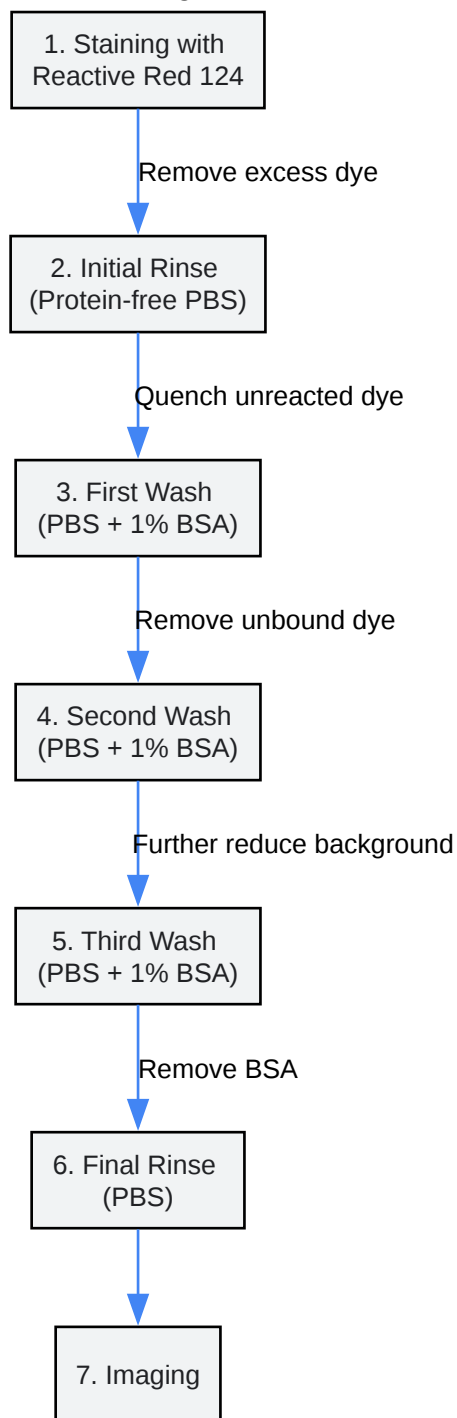 1. Staining with
Reactive Red 124
Remove excess dye
2. Initial Rinse
(Protein-free PBS)
Quench unreacted dye
3. First Wash
(PBS + 1% BSA)
Remove unbound dye
4. Second Wash
(PBS + 1% BSA)
Further reduce background
5. Third Wash
(PBS + 1% BSA)
Remove BSA
6. Final Rinse
(PBS)
7. Imaging